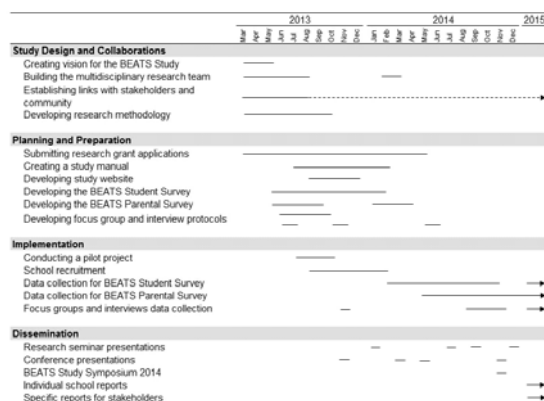 2013 2014 2015
Mar Apr May Jun Jul Aug Sep Oct Nov Dec Jan Feb Mar Apr May Jun Jul Aug Sep Oct Nov Dec
Study Design and Collaborations
Creating vision for the BEATS Study
Building the multidisciplinary research team
Establishing links with stakeholders and
community
Developing research methodology
Planning and Preparation
Submitting research grant applications
Creating a study manual
Developing study website
Developing the BEATS Student Survey
Developing the BEATS Parental Survey
Developing focus group and interview protocols
Implementation
Conducting a pilot project
School recruitment
Data collection for BEATS Student Survey
Data collection for BEATS Parental Survey
Focus groups and interviews data collection
Dissemination
Research seminar presentations
Conference presentations
BEATS Study Symposium 2014
Individual school reports
Specific reports for stakeholders